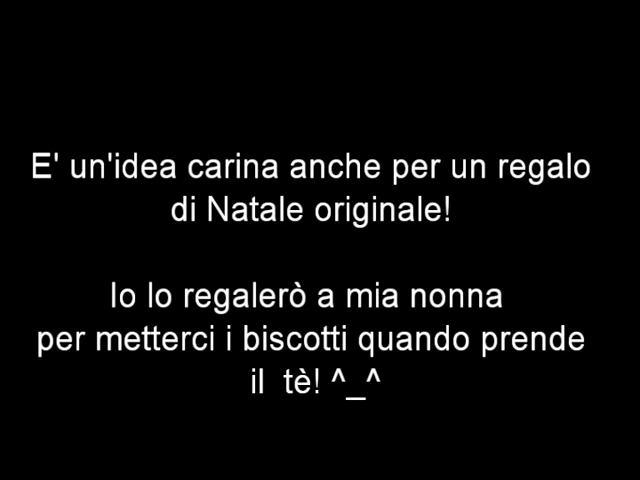 E' un'idea carina anche per un regalo
di Natale originale!
Io lo regalerò a mia nonna
per metterci i biscotti quando prende
il  tè! ^_^